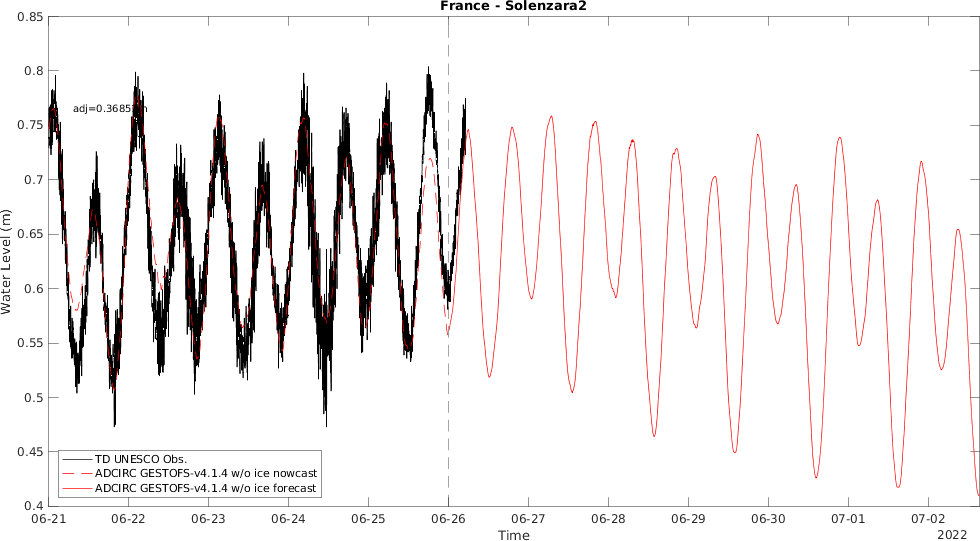 France - Solenzara2
0.85
0.8
0.75
0.7
0.65
0.6
0.55
0.5
0.45
0.4
Water Level (m)
TD UNESCO Obs.
ADCIRC GESTOFS-v4.1.4 w/o ice nowcast
ADCIRC GESTOFS-v4.1.4 w/o ice forecast
06-21 06-22 06-23 06-24 06-25 06-26 06-27 06-28 06-29 06-30 07-01 07-02
Time
2022